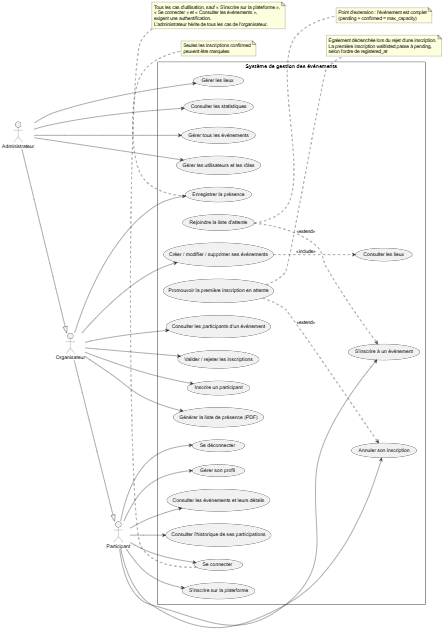 Tous les cas d'utilisation, sauf « S'inscrire sur la plateforme »,
« Se connecter » et « Consulter les événements »,
exigent une authentification.
L'administrateur hérite de tous les cas de l'organisateur.
Point d'extension : l'événement est complet
(pending + confirmed = max_capacity)
Seules les inscriptions confirmed
peuvent être marquées
Également déclenchée lors du rejet d'une inscription.
La première inscription waitlisted passe à pending,
selon l'ordre de registered_at
Système de gestion des événements
Gérer les lieux
Consulter les statistiques
Gérer tous les événements
Administrateur
Gérer les utilisateurs et les rôles
Enregistrer la présence
Rejoindre la liste d'attente
«extend»
Créer / modifier / supprimer ses événements
«include»
Consulter les lieux
Promouvoir la première inscription en attente
«extend»
Consulter les participants d'un événement
S'inscrire à un événement
Organisateur
Valider / rejeter les inscriptions
Inscrire un participant
Générer la liste de présence (PDF)
Se déconnecter
Annuler son inscription
Gérer son profil
Consulter les événements et leurs détails
Consulter l'historique de ses participations
Participant
Se connecter
S'inscrire sur la plateforme